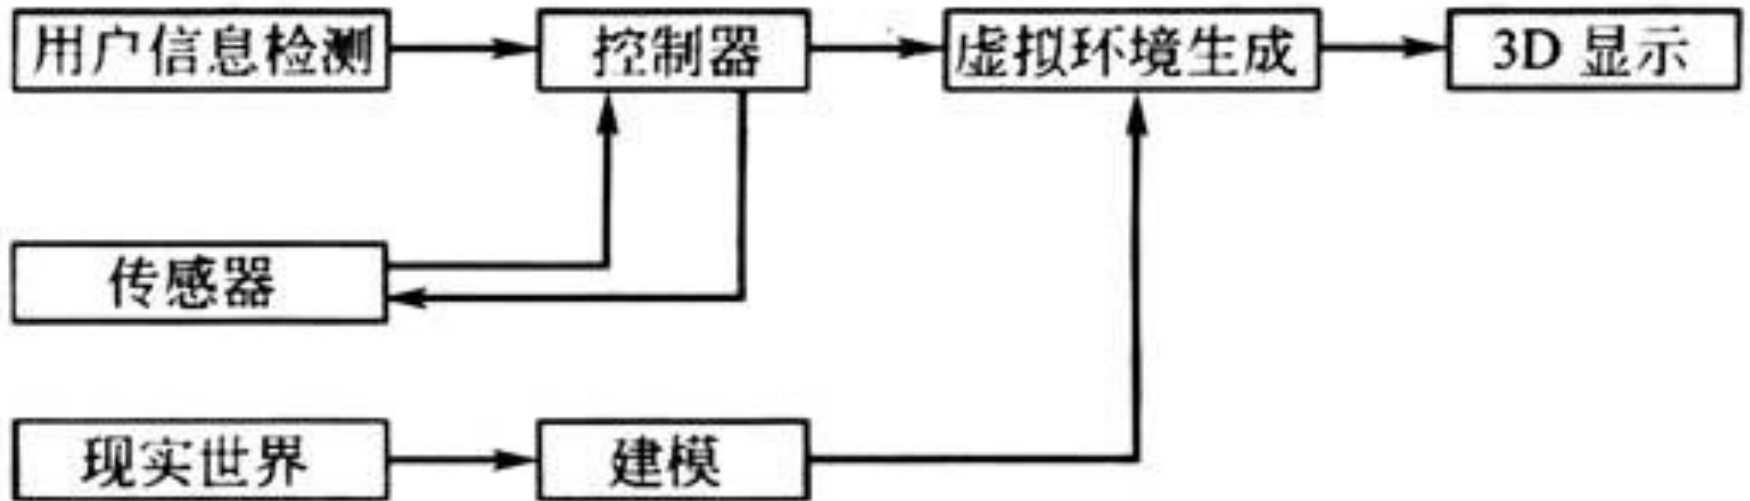 用户信息检测
控制器
虚拟环境生成
3D 显示
传感器
现实世界
建模